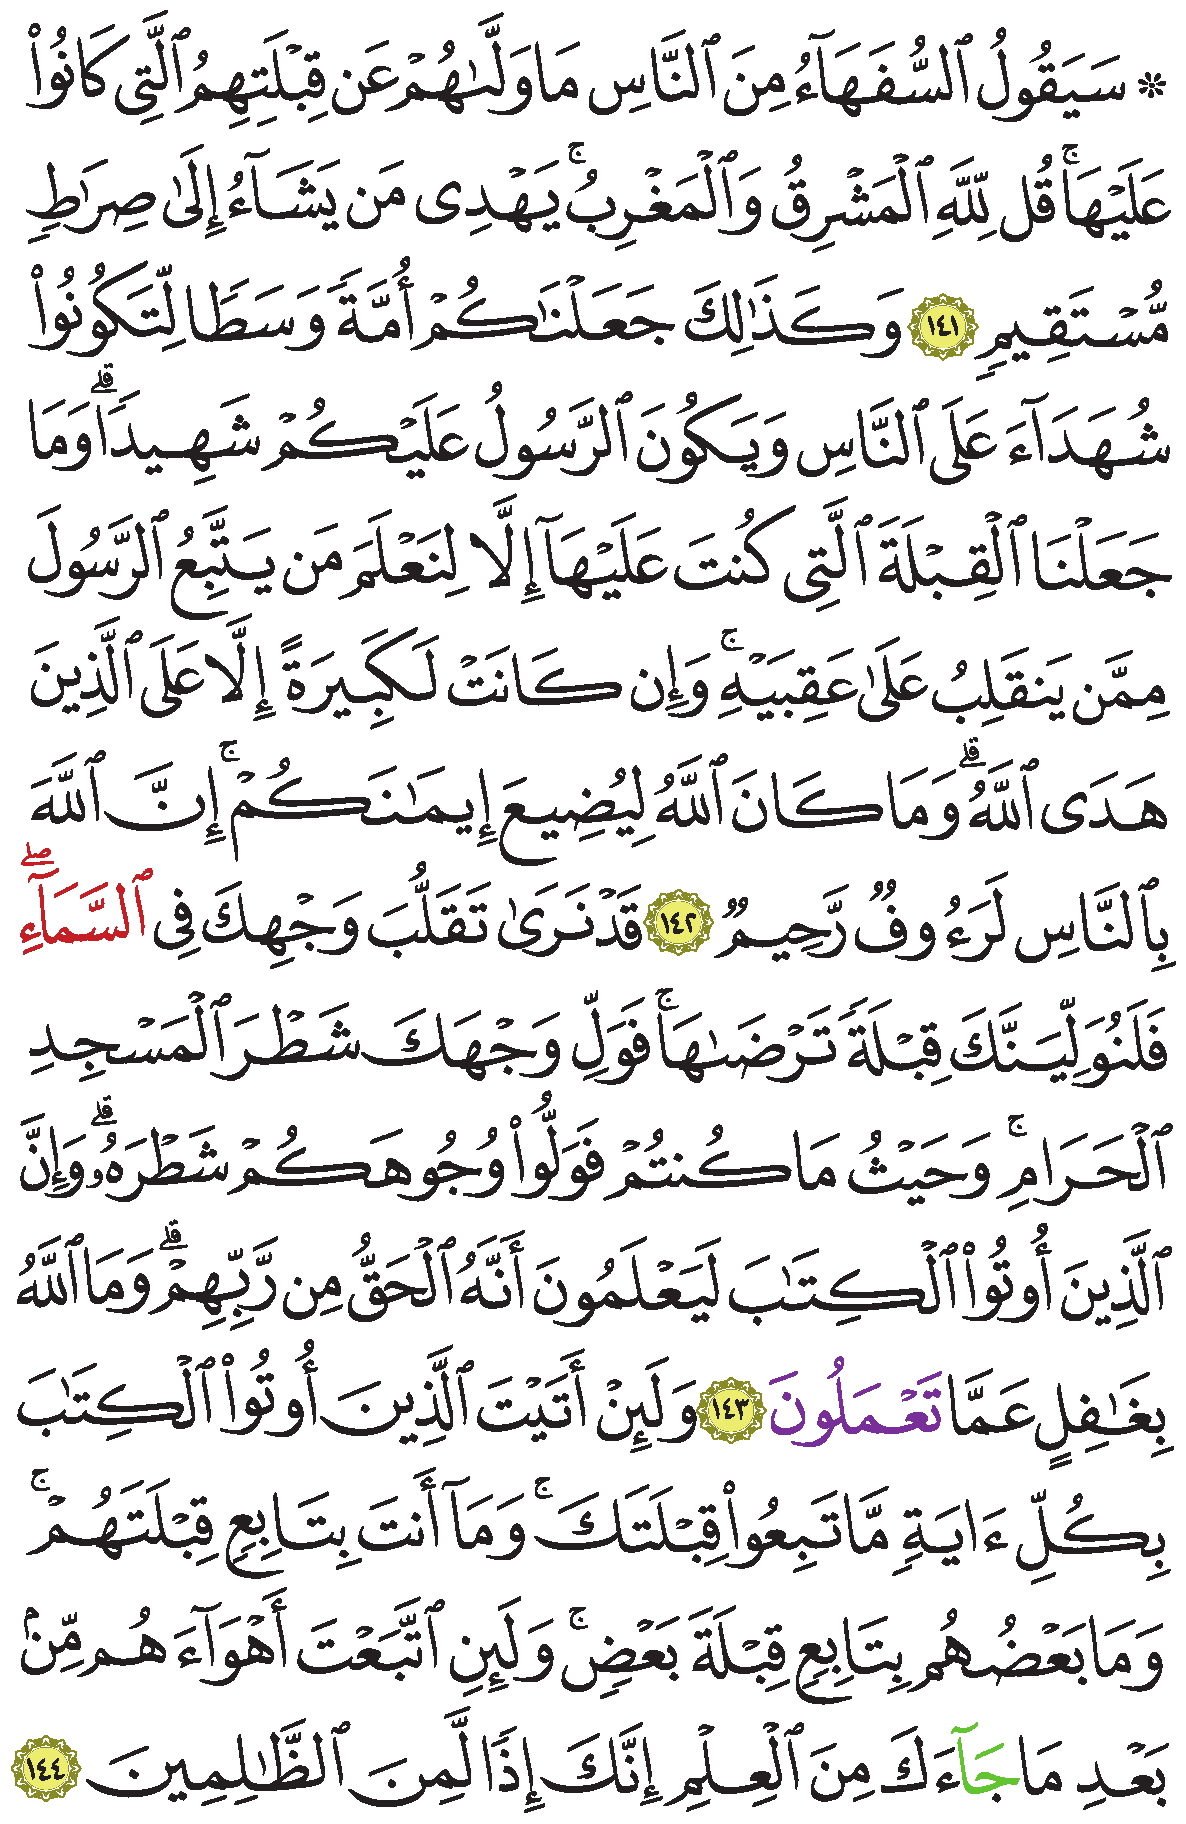 ۞ سَيَقُولُ ٱلسُّفَهَآءُ مِنَ ٱلنَّاسِ مَا وَلَّىٰهُمْ عَن قِبْلَتِهِمُ ٱلَّتِى كَانُوا۟
عَلَيْهَا ۚ قُل لِّلَّهِ ٱلْمَشْرِقُ وَٱلْمَغْرِبُ ۚ يَهْدِى مَن يَشَآءُ إِلَىٰ صِرَٰطٍ
مُّسْتَقِيمٍ ١٤١ وَكَذَٰلِكَ جَعَلْنَٰكُمْ أُمَّةً وَسَطًا لِّتَكُونُوا۟
شُهَدَآءَ عَلَى ٱلنَّاسِ وَيَكُونَ ٱلرَّسُولُ عَلَيْكُمْ شَهِيدًا ۗ وَمَا
جَعَلْنَا ٱلْقِبْلَةَ ٱلَّتِى كُنتَ عَلَيْهَآ إِلَّا لِنَعْلَمَ مَن يَتَّبِعُ ٱلرَّسُولَ
مِمَّن يَنقَلِبُ عَلَىٰ عَقِبَيْهِ ۚ وَإِن كَانَتْ لَكَبِيرَةً إِلَّا عَلَى ٱلَّذِينَ
هَدَى ٱللَّهُ ۗ وَمَا كَانَ ٱللَّهُ لِيُضِيعَ إِيمَٰنَكُمْ ۚ إِنَّ ٱللَّهَ
بِٱلنَّاسِ لَرَءُوفٌ رَّحِيمٌ ١٤٢ قَدْ نَرَىٰ تَقَلُّبَ وَجْهِكَ فِى ٱلسَّمَآءِ ۖ
فَلَنُوَلِّيَنَّكَ قِبْلَةً تَرْضَىٰهَا ۚ فَوَلِّ وَجْهَكَ شَطْرَ ٱلْمَسْجِدِ
ٱلْحَرَامِ ۚ وَحَيْثُ مَا كُنتُمْ فَوَلُّوا۟ وُجُوهَكُمْ شَطْرَهُۥ ۗ وَإِنَّ
ٱلَّذِينَ أُوتُوا۟ ٱلْكِتَٰبَ لَيَعْلَمُونَ أَنَّهُ ٱلْحَقُّ مِن رَّبِّهِمْ ۗ وَمَا ٱللَّهُ
بِغَٰفِلٍ عَمَّا تَعْمَلُونَ ١٤٣ وَلَئِنْ أَتَيْتَ ٱلَّذِينَ أُوتُوا۟ ٱلْكِتَٰبَ
بِكُلِّ ءَايَةٍ مَّا تَبِعُوا۟ قِبْلَتَكَ ۚ وَمَآ أَنتَ بِتَابِعٍ قِبْلَتَهُمْ ۚ
وَمَا بَعْضُهُم بِتَابِعٍ قِبْلَةَ بَعْضٍ ۚ وَلَئِنِ ٱتَّبَعْتَ أَهْوَآءَهُم مِّنۢ
بَعْدِ مَا جَآءَكَ مِنَ ٱلْعِلْمِ إِنَّكَ إِذًا لَّمِنَ ٱلظَّٰلِمِينَ ١٤٤